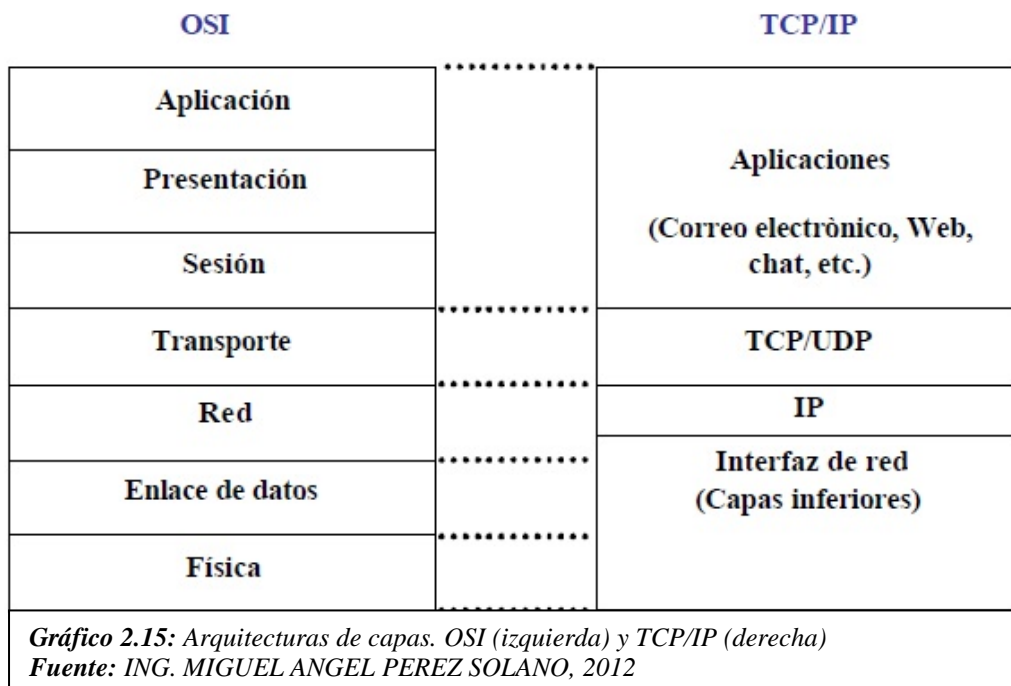 OSI
TCP/IP
Aplicación
Presentación
Sesión
Transporte
Red
Enlace de datos
Física
Aplicaciones
(Correo electrònico, Web,
chat, etc.)
TCP/UDP
IP
Interfaz de red
(Capas inferiores)
Gráfico 2.15: Arquitecturas de capas. OSI (izquierda) y TCP/IP (derecha)
Fuente: ING. MIGUEL ANGEL PEREZ SOLANO, 2012